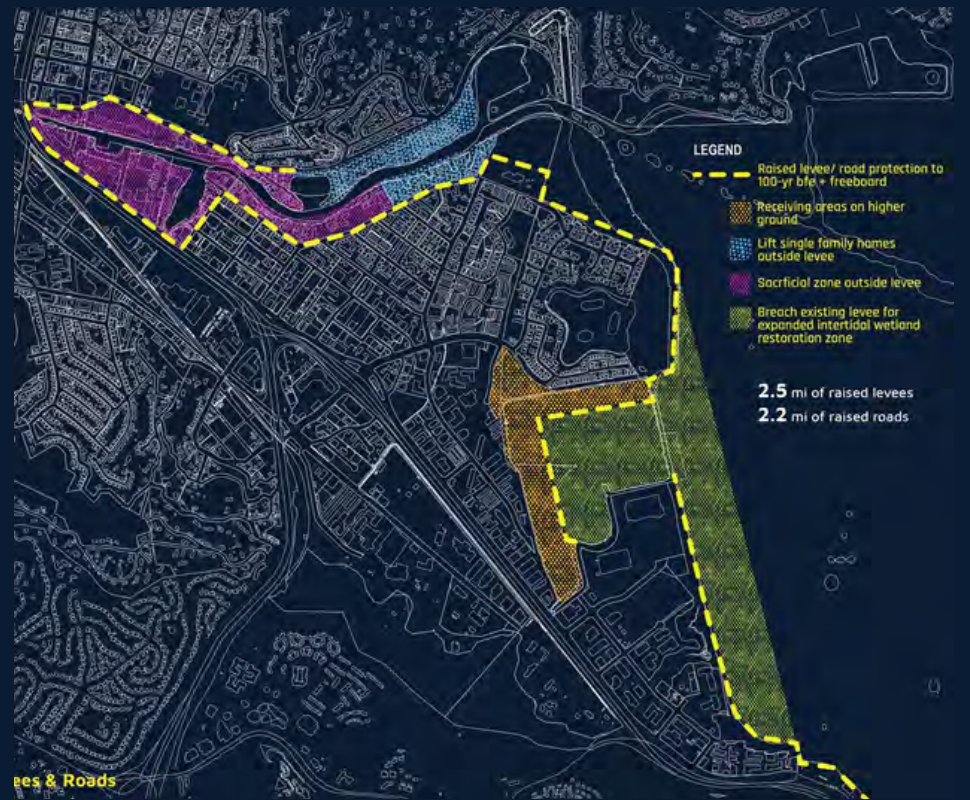 LEGEND
Raised levee/ road protection to
100-yr bfe + freeboard
Receiving areas on higher
ground
Lift single family homes
outside levee
Sacrficial zone outside levee
Breach existing levee for
expanded intertidal wetland
restoration zone
2.5 mi of raised levees
2.2 mi of raised roads
ees & Roads